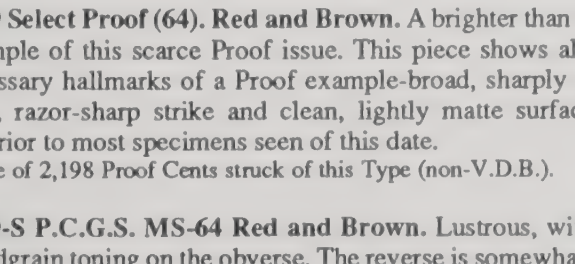 Select Proof (64). Red and Brown. A brighter than
mple of this scarce Proof issue. This piece shows al
ssary hallmarks of a Proof example-broad, sharply
, razor-sharp strike and clean, lightly matte surfac
rior to most specimens seen of this date.
e of 2,198 Proof Cents struck of this Type (non-V.D.B.).
-S P.C.G.S. MS-64 Red and Brown. Lustrous, wi
dgrain toning on the obverse. The reverse is somewha